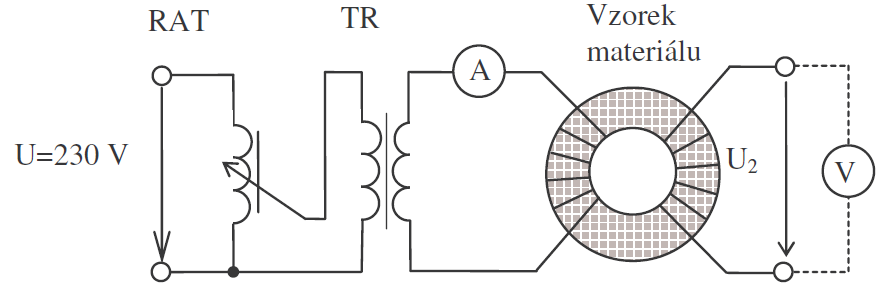 RAT
TR
Vzorek
materiálu
A
U=230 V
U₂
V